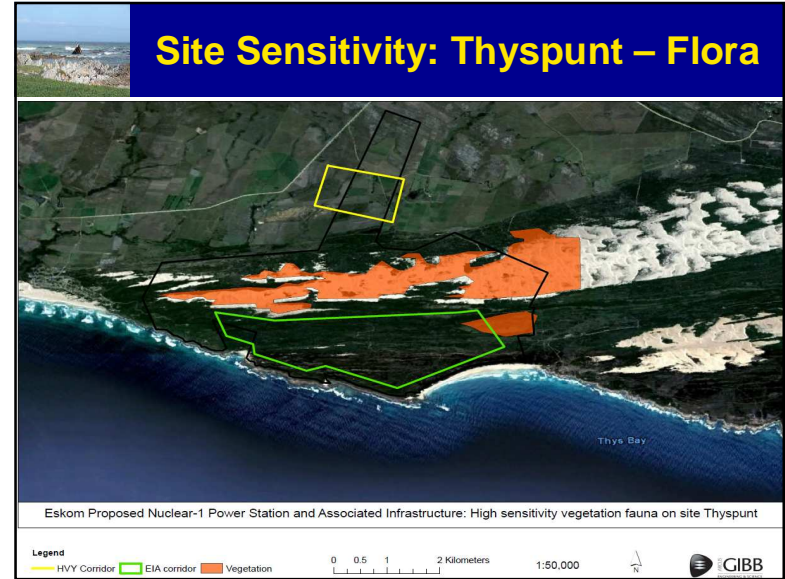 Site Sensitivity: Thyspunt – Flora
Thys Bay
Eskom Proposed Nuclear-1 Power Station and Associated Infrastructure: High sensitivity vegetation fauna on site Thyspunt
Legend
HVY Corridor EIA corridor Vegetation
0 0.5 1 2 Kilometers
1:50,000
N
GIBB
ENGINEERING & SCIENCE